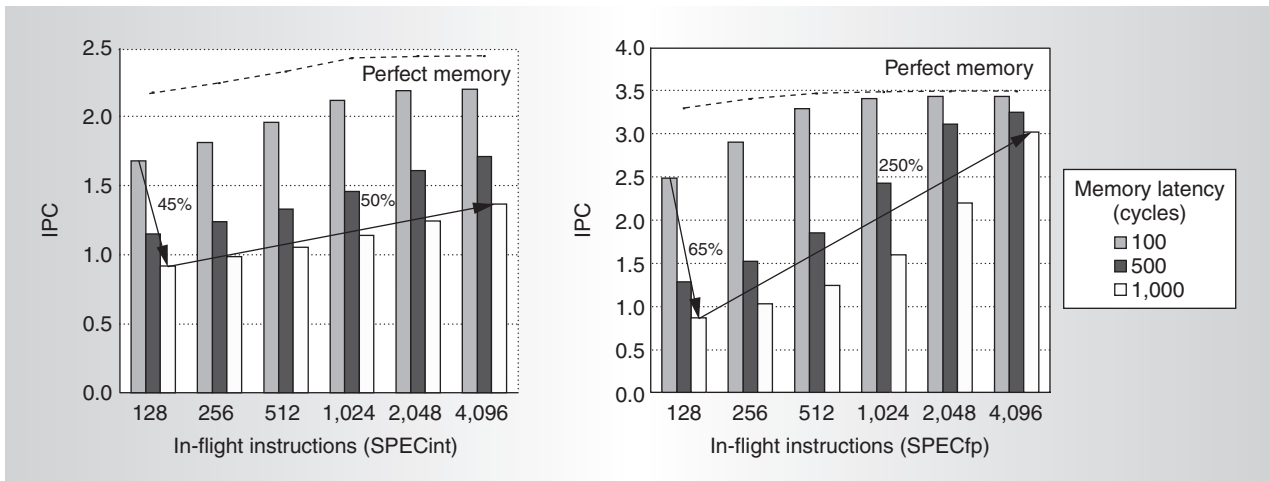 2.5
2.0
1.5
1.0
0.5
0.0
IPC
Perfect memory
45%
50%
128 256 512 1,024 2,048 4,096
In-flight instructions (SPECint)
4.0
3.5
3.0
2.5
2.0
1.5
1.0
0.5
0.0
IPC
Perfect memory
250%
65%
128 256 512 1,024 2,048 4,096
In-flight instructions (SPECfp)
Memory latency
(cycles)
100
500
1,000